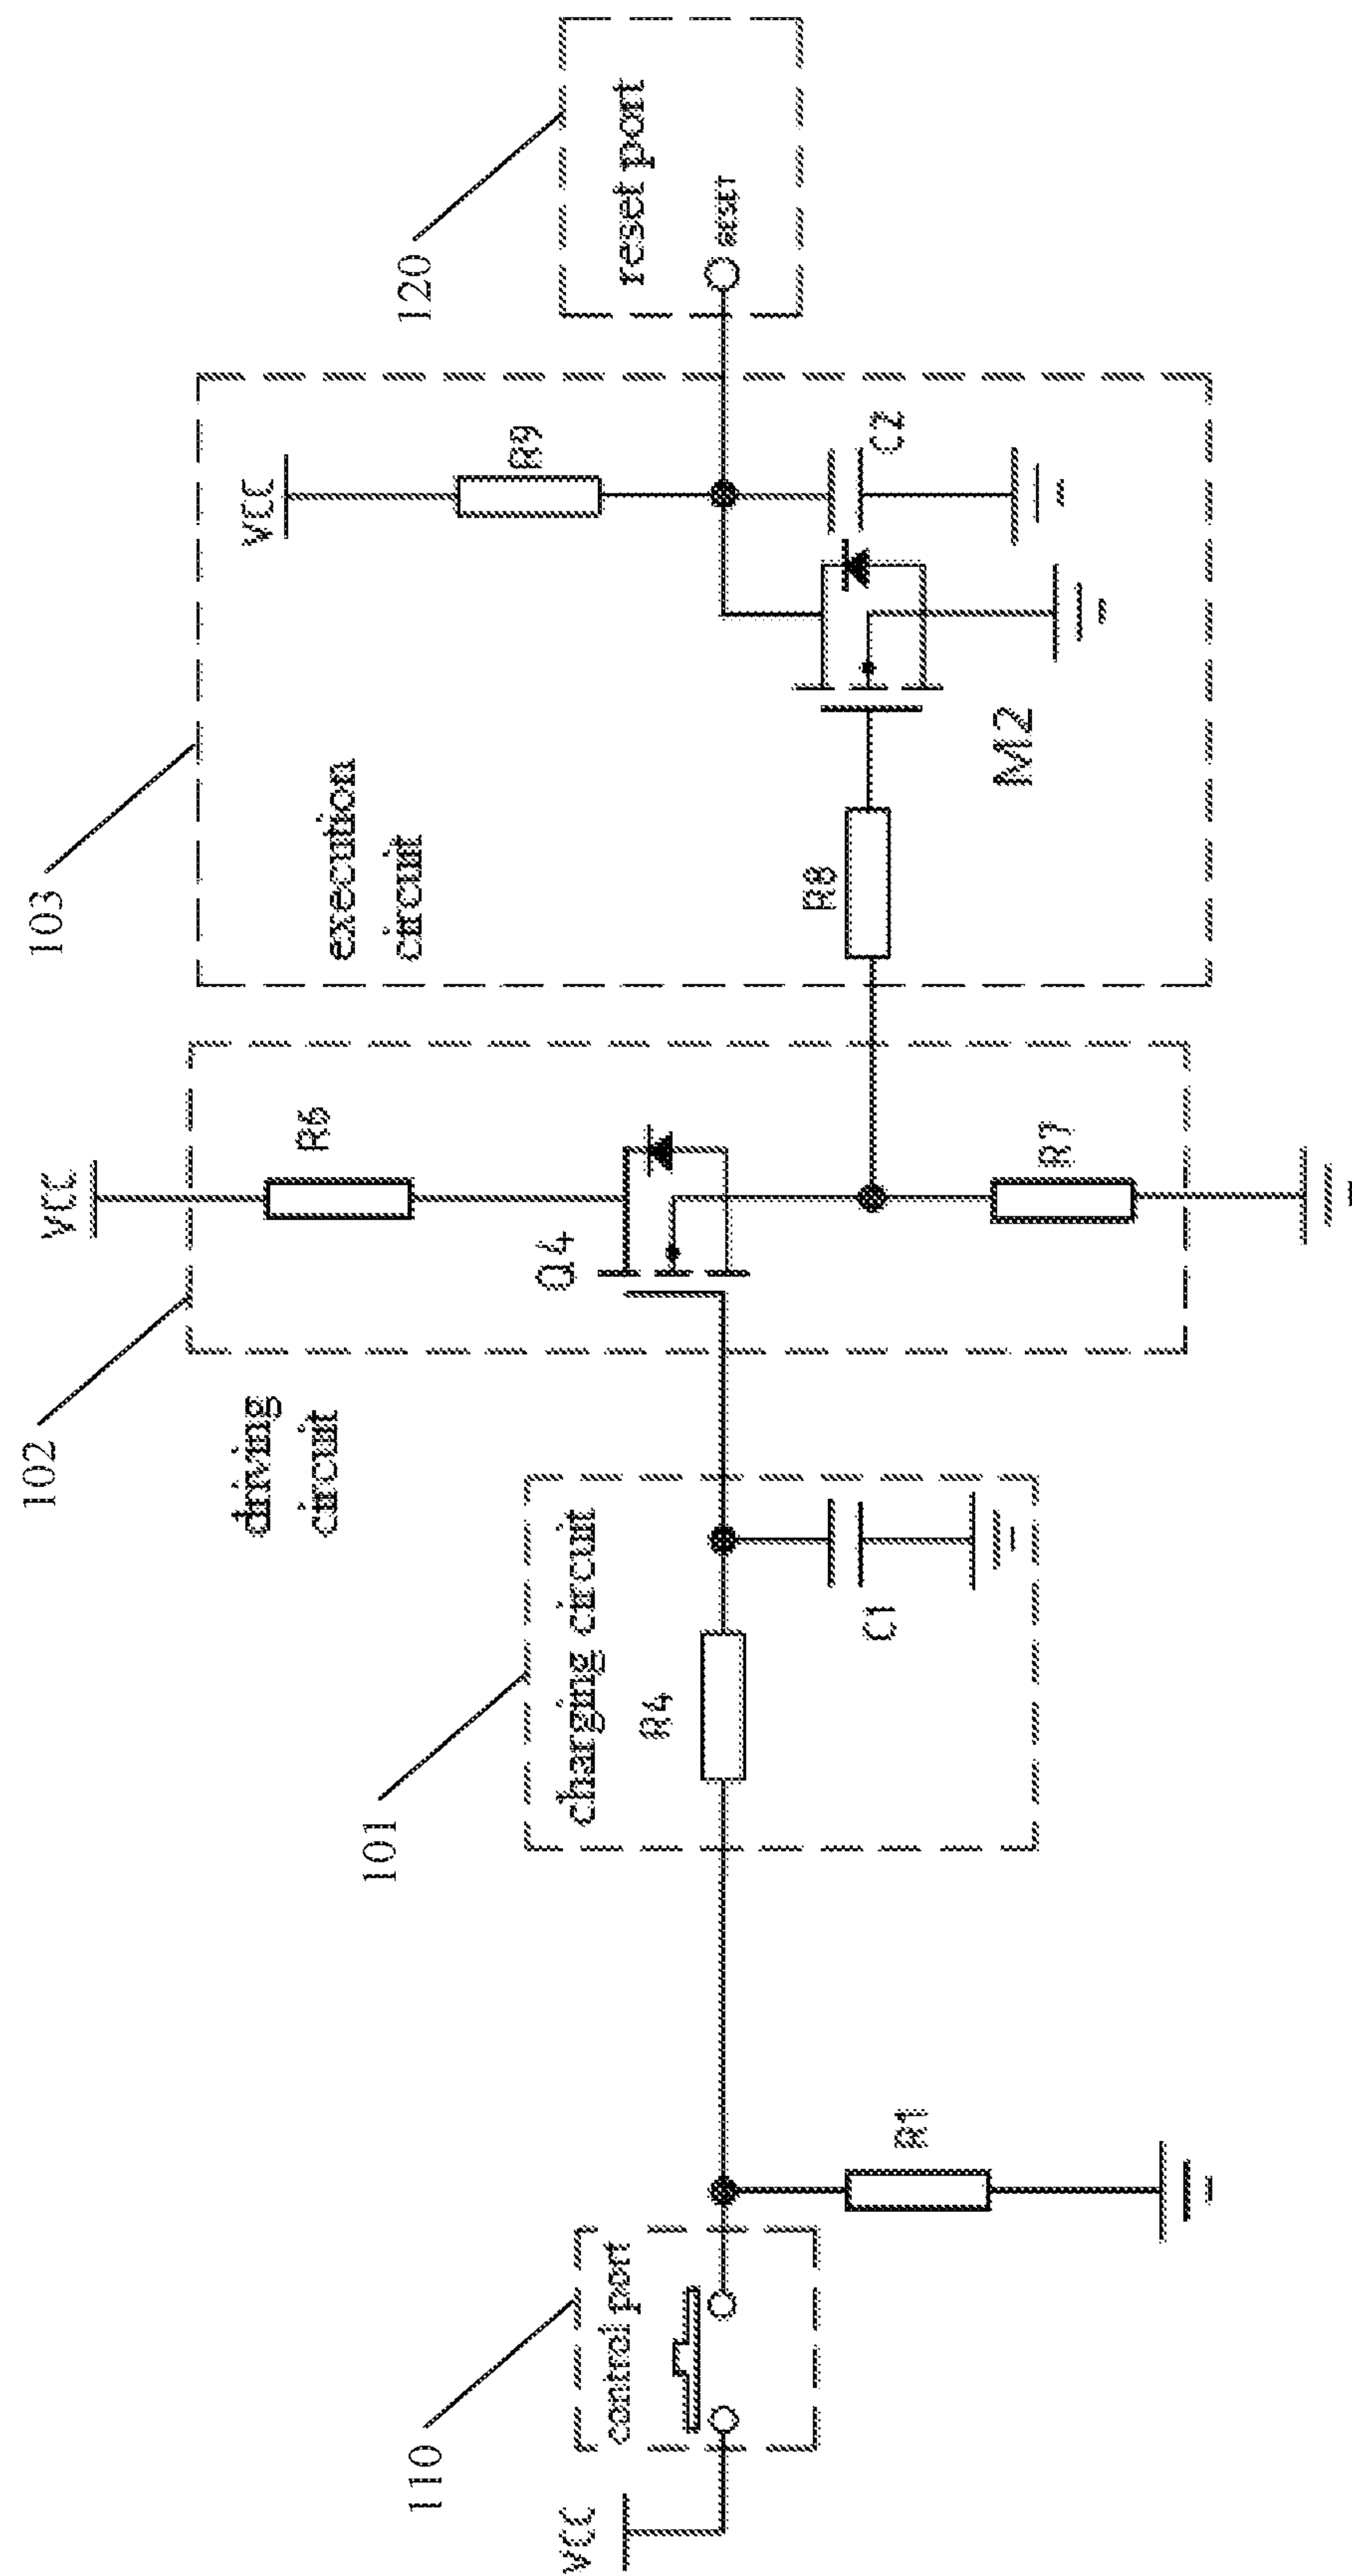 110
VCC
control port
R1
101
charging circuit
R4
C1
102
driving
circuit
VCC
R6
Q4
R7
103
execution
circuit
VCC
R9
R8
M2
C2
120
reset port
RESET